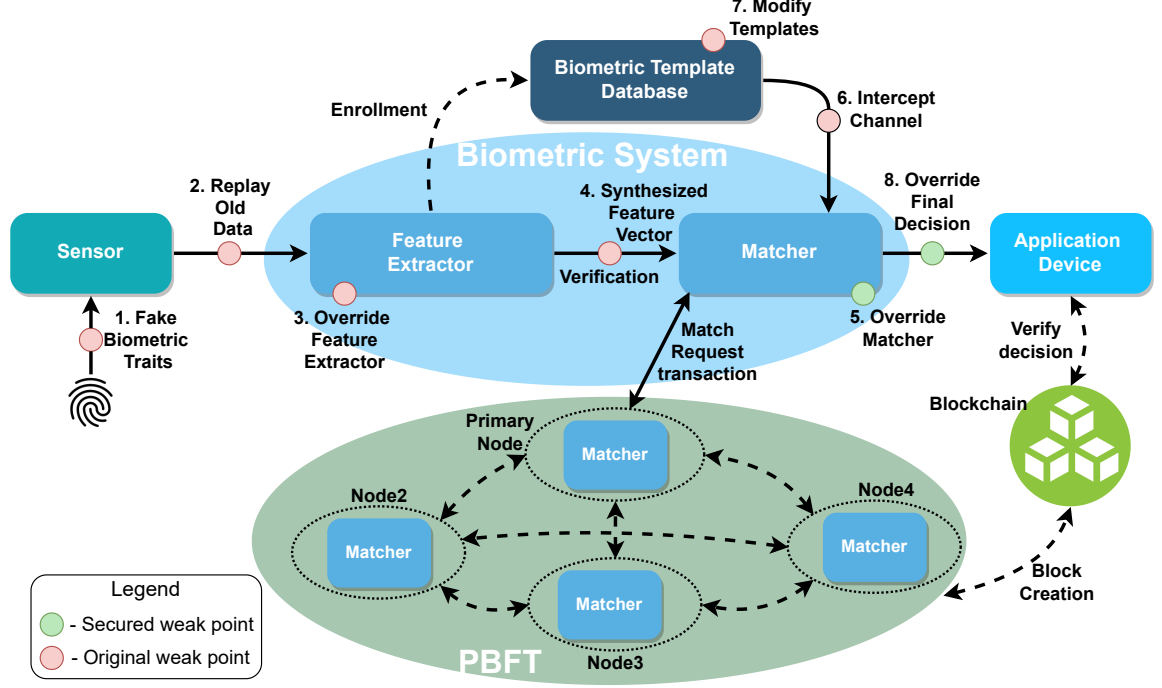 7. Modify
Templates
Biometric Template
Database
Enrollment
6. Intercept
Channel
Biometric System
2. Replay
Old
Data
4. Synthesized
Feature
Vector
8. Override
Final
Decision
Sensor
Feature
Extractor
Verification
Matcher
Application
Device
1. Fake
Biometric
Traits
3. Override
Feature
Extractor
5. Override
Matcher
Match
Request
transaction
Verify
decision
Blockchain
Primary
Node
Matcher
Node2
Matcher
Node4
Matcher
Matcher
Node3
PBFT
Block
Creation
Legend
- Secured weak point
- Original weak point